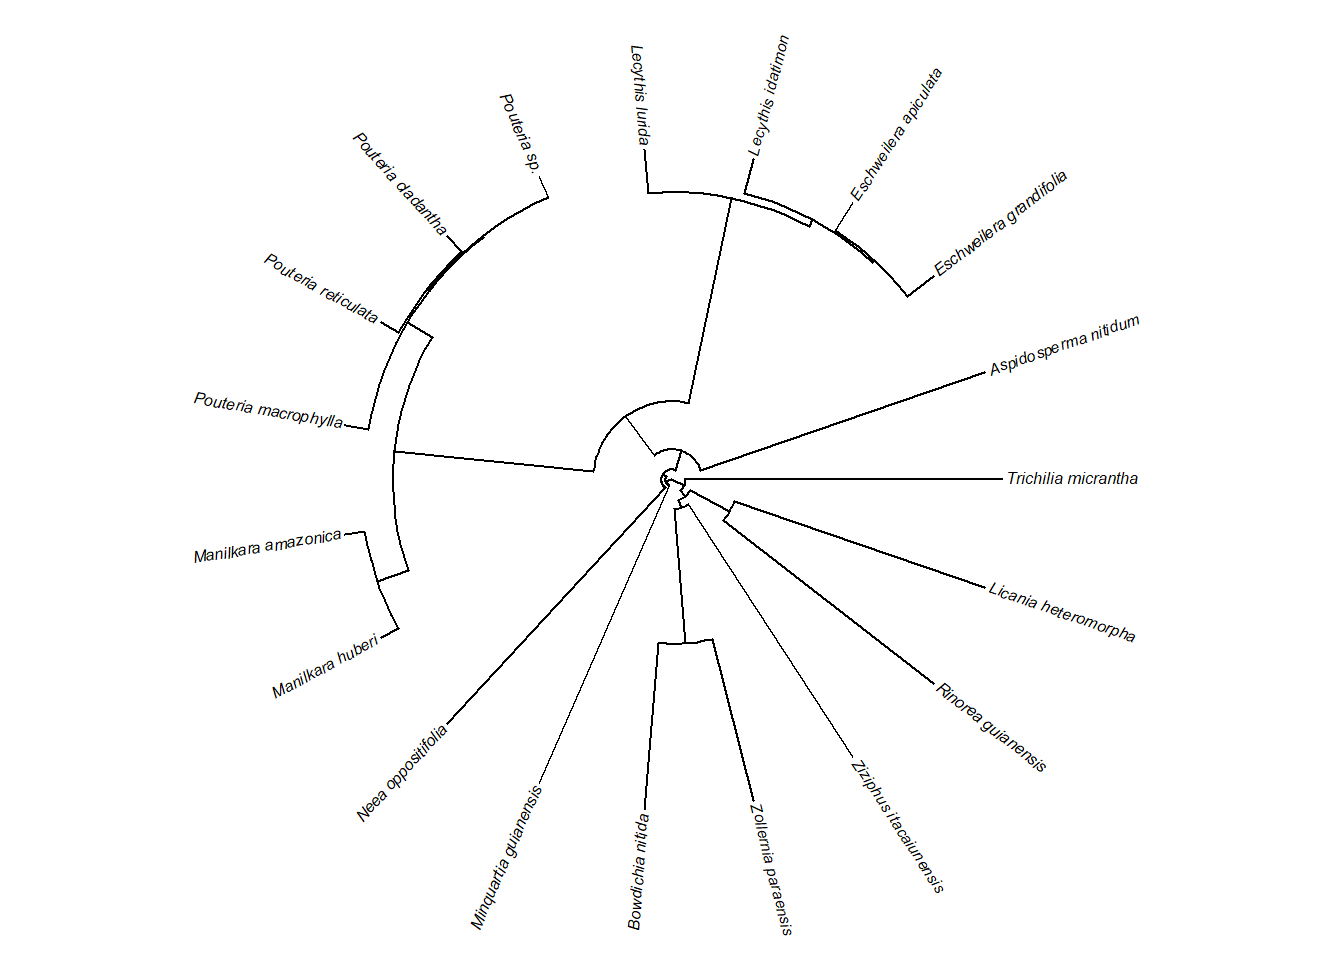 Lecythis lurida
Lecythis idatimon
Eschweilera apiculata
Eschweilera grandifolia
Aspidosperma nitidum
Trichilia micrantha
Licania heteromorpha
Rinorea guianensis
Ziziphus itacaiunensis
Zollernia paraensis
Bowdichia nitida
Minquartia guianensis
Neea oppositifolia
Manilkara huberi
Manilkara amazonica
Pouteria macrophylla
Pouteria reticulata
Pouteria dadantha
Pouteria sp.